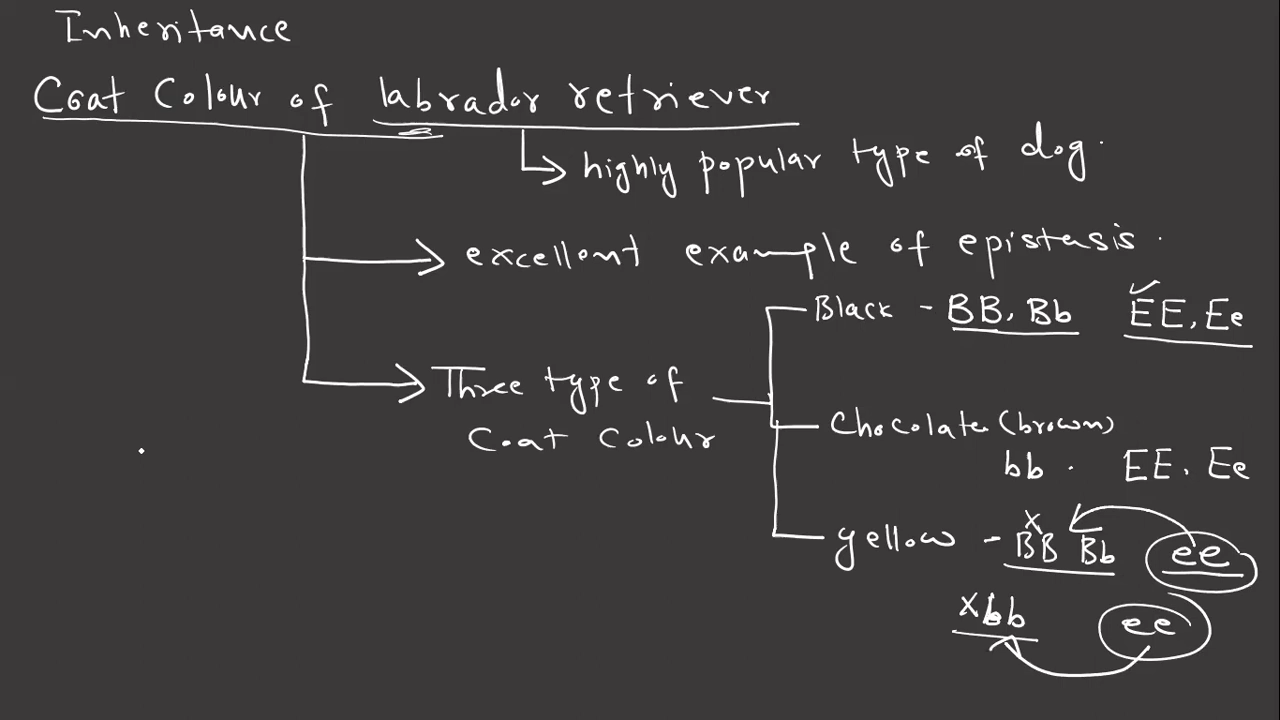 Inheritance
Coat Colour of labrador retriever
highly popular type of dog.
excellent example of epistasis.
Black - BB, Bb EE, Ee
Three type of
Coat Colour
Chocolate (brown)
bb . EE, Ee
yellow - BB Bb ee
X
X bb ee